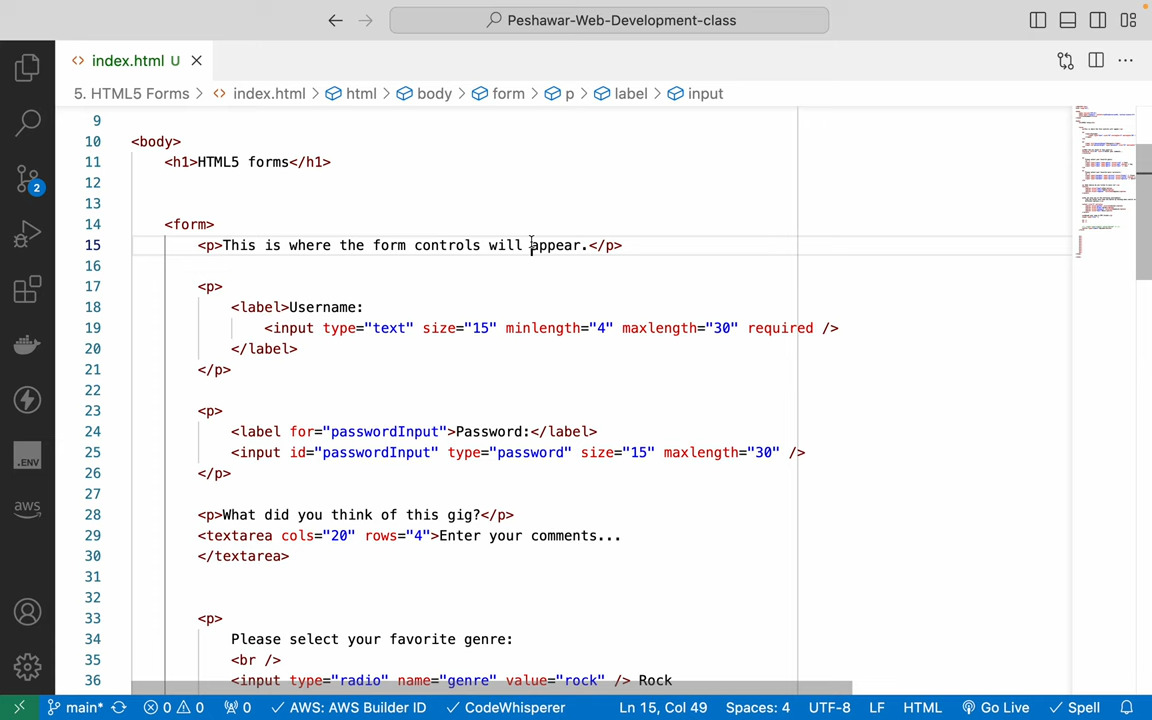 Peshawar-Web-Development-class
index.html U
5. HTML5 Forms > index.html > html > body > form > p > label > input
9
10 <body>
11 <h1>HTML5 forms</h1>
12
13
14 <form>
15 <p>This is where the form controls will appear.</p>
16
17 <p>
18 <label>Username:
19 <input type="text" size="15" minlength="4" maxlength="30" required />
20 </label>
21 </p>
22
23 <p>
24 <label for="passwordInput">Password:</label>
25 <input id="passwordInput" type="password" size="15" maxlength="30" />
26 </p>
27
28 <p>What did you think of this gig?</p>
29 <textarea cols="20" rows="4">Enter your comments...
30 </textarea>
31
32
33 <p>
34 Please select your favorite genre:
35 <br />
36 <input type="radio" name="genre" value="rock" /> Rock
2
.ENV
aws
main* 0 0 0 AWS: AWS Builder ID CodeWhisperer Ln 15, Col 49 Spaces: 4 UTF-8 LF HTML Go Live Spell